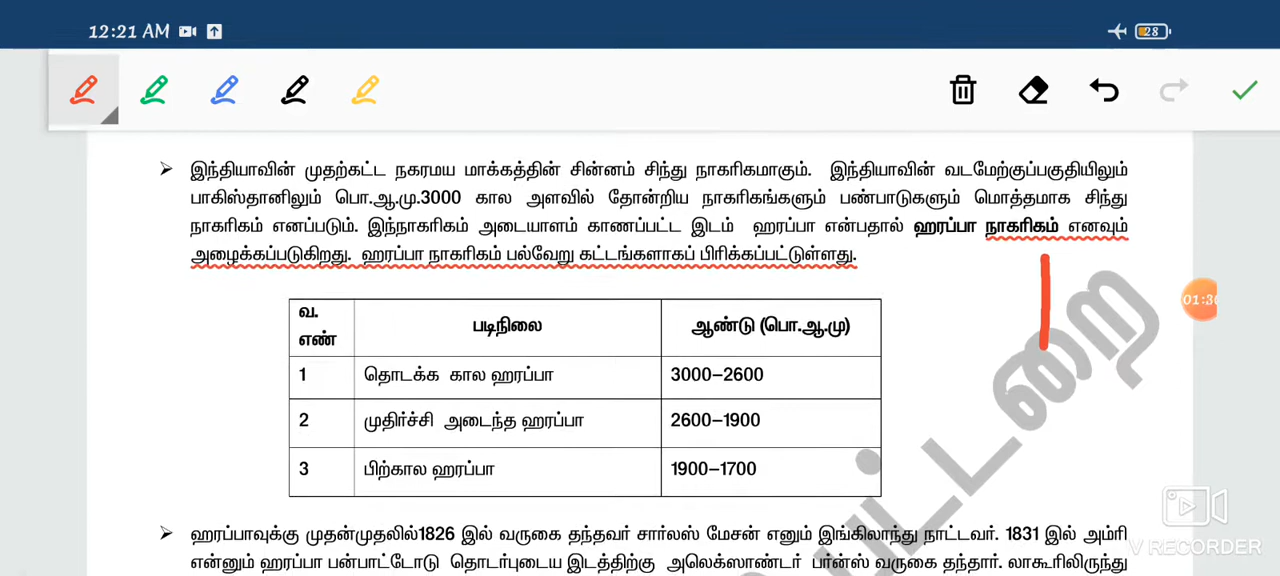 12:21 AM
28
இந்தியாவின் முதற்கட்ட நகரமய மாக்கத்தின் சின்னம் சிந்து நாகரிகமாகும். இந்தியாவின் வடமேற்குப்பகுதியிலும்
பாகிஸ்தானிலும் பொ.ஆ.மு.3000 கால அளவில் தோன்றிய நாகரிகங்களும் பண்பாடுகளும் மொத்தமாக சிந்து
நாகரிகம் எனப்படும். இந்நாகரிகம் அடையாளம் காணப்பட்ட இடம் ஹரப்பா என்பதால் ஹரப்பா நாகரிகம் எனவும்
அழைக்கப்படுகிறது. ஹரப்பா நாகரிகம் பல்வேறு கட்டங்களாகப் பிரிக்கப்பட்டுள்ளது.
வ. எண் படிநிலை ஆண்டு (பொ.ஆ.மு)
1 தொடக்க கால ஹரப்பா 3000–2600
2 முதிர்ச்சி அடைந்த ஹரப்பா 2600–1900
3 பிற்கால ஹரப்பா 1900–1700
ஹரப்பாவுக்கு முதன்முதலில்1826 இல் வருகை தந்தவர் சார்லஸ் மேசன் எனும் இங்கிலாந்து நாட்டவர். 1831 இல் அம்ரி
என்னும் ஹரப்பா பன்பாட்டோடு தொடர்புடைய இடத்திற்கு அலெக்ஸாண்டர் பர்ன்ஸ் வருகை தந்தார். லாகூரிலிருந்து
பட்டறை
V RECORDER